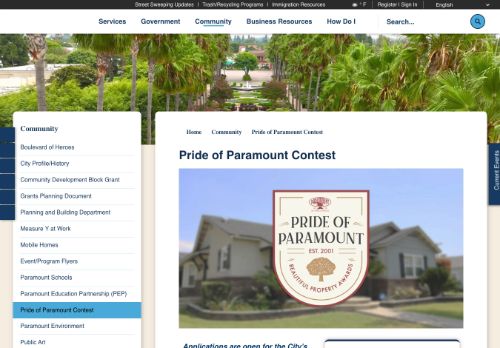 Street Sweeping Updates | Trash/Recycling Programs | Immigration Resources
° F
Register | Sign In
English
Services Government Community Business Resources How Do I
Search...
Community
Boulevard of Heroes
City Profile/History
Community Development Block Grant
Grants Planning Document
Planning and Building Department
Measure Y at Work
Mobile Homes
Event/Program Flyers
Paramount Schools
Paramount Education Partnership (PEP)
Pride of Paramount Contest
Paramount Environment
Public Art
Home Community Pride of Paramount Contest
Pride of Paramount Contest
PRIDE OF
PARAMOUNT
EST. 2001
BEAUTIFUL PROPERTY AWARDS
Applications are open for the City's
Current Events